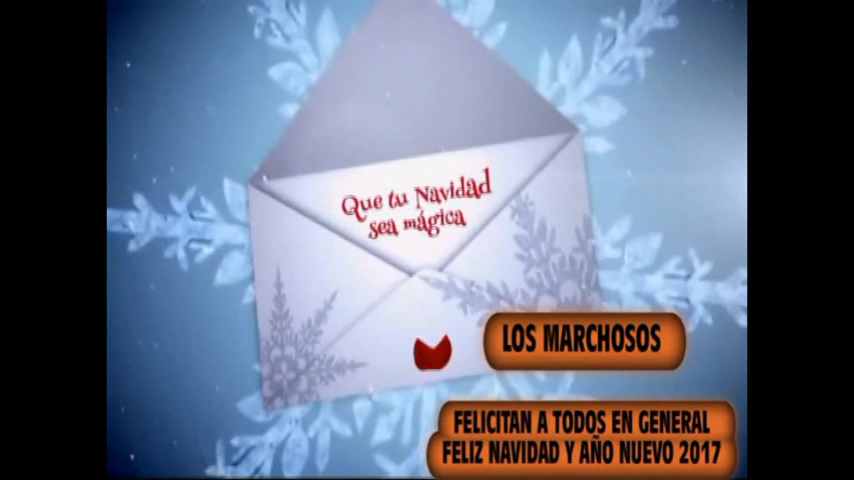 Que tu Navidad
sea mágica
LOS MARCHOSOS
FELICITAN A TODOS EN GENERAL
FELIZ NAVIDAD Y AÑO NUEVO 2017